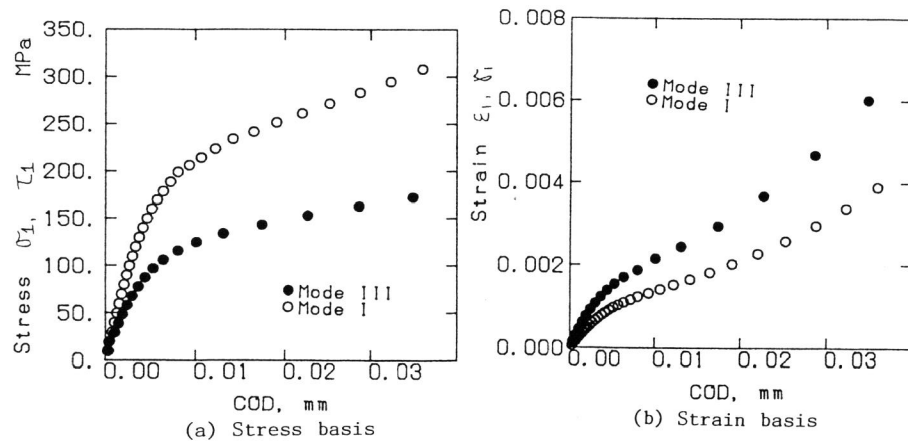 Stress σ1, τ1 MPa
350.
300.
250.
200.
150.
100.
50.
0.
0.00 0.01 0.02 0.03
COD, mm
● Mode III
○ Mode I
(a) Stress basis
Strain ε1, γ1
0.008
0.006
0.004
0.002
0.000
0.00 0.01 0.02 0.03
COD, mm
● Mode III
○ Mode I
(b) Strain basis